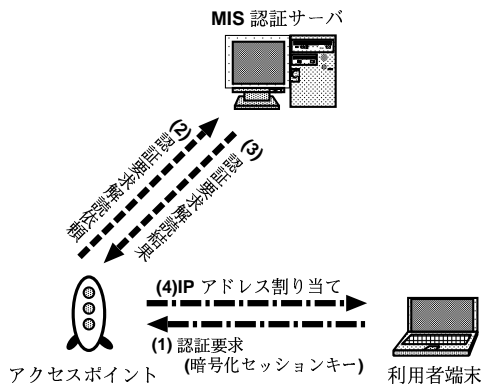 MIS 認証サーバ
(2)
認証要求解読依頼
(3)
認証要求解読結果
(4)IP アドレス割り当て
(1) 認証要求
(暗号化セッションキー)
アクセスポイント
利用者端末